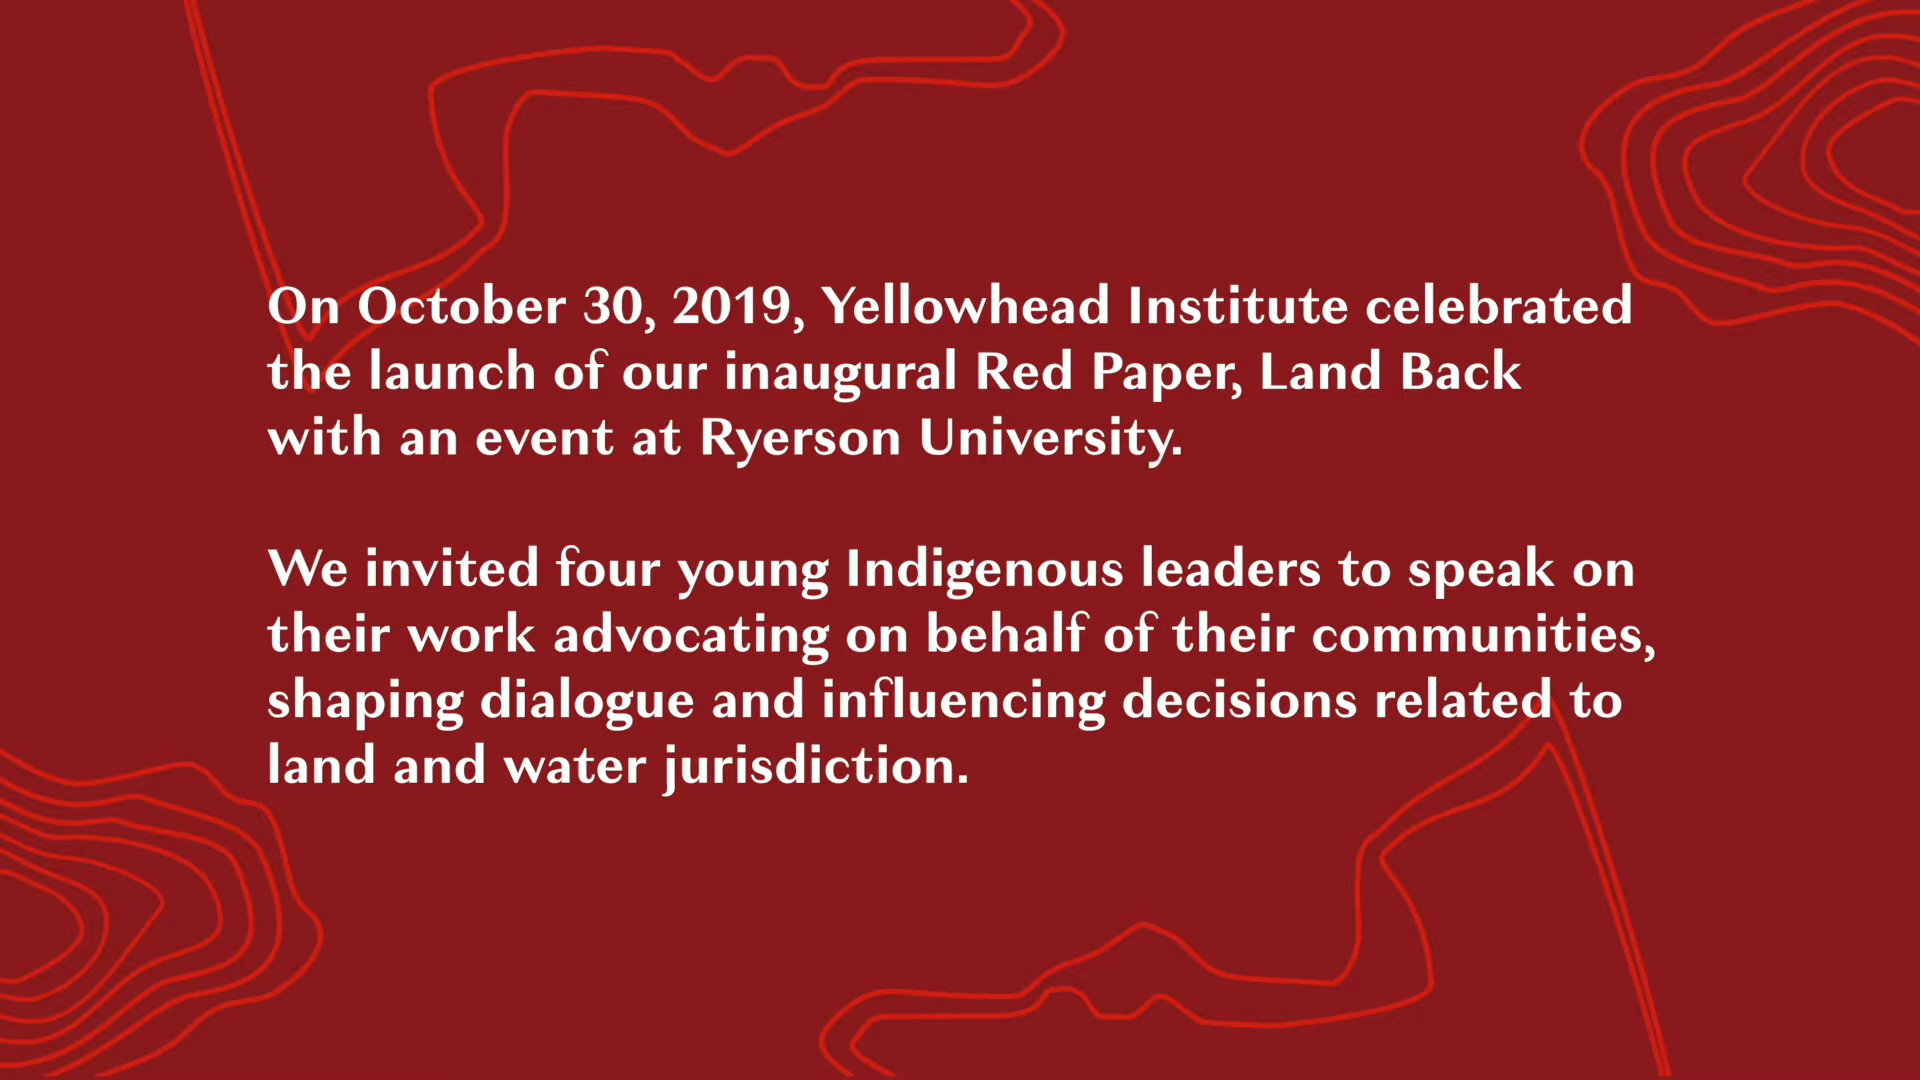 On October 30, 2019, Yellowhead Institute celebrated
the launch of our inaugural Red Paper, Land Back
with an event at Ryerson University.
We invited four young Indigenous leaders to speak on
their work advocating on behalf of their communities,
shaping dialogue and influencing decisions related to
land and water jurisdiction.